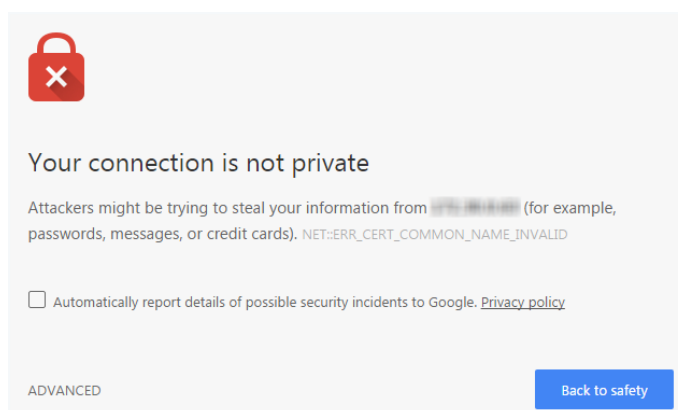 Your connection is not private
Attackers might be trying to steal your information from (for example,
passwords, messages, or credit cards). NET::ERR_CERT_COMMON_NAME_INVALID
Automatically report details of possible security incidents to Google. Privacy policy
ADVANCED
Back to safety